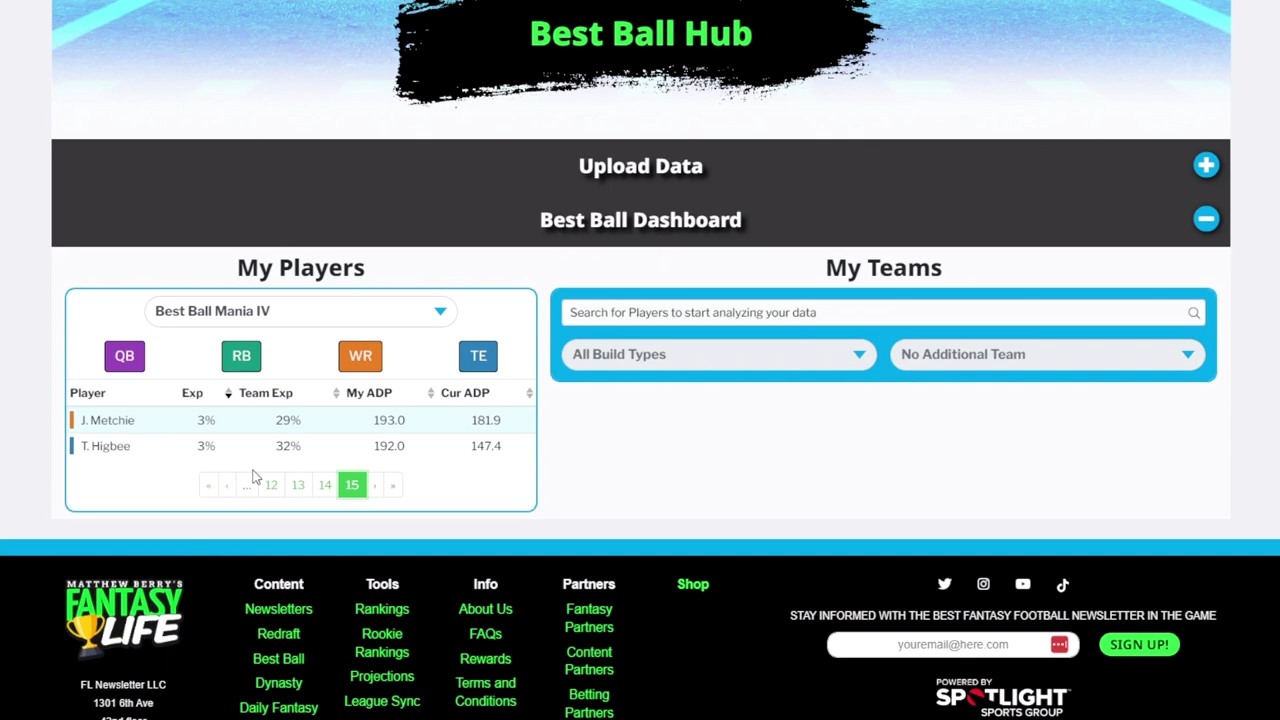 Best Ball Hub
Upload Data
Best Ball Dashboard
My Players
Best Ball Mania IV
QB RB WR TE
Player Exp Team Exp My ADP Cur ADP
J. Metchie 3% 29% 193.0 181.9
T. Higbee 3% 32% 192.0 147.4
« ‹ ... 12 13 14 15 › »
My Teams
Search for Players to start analyzing your data
All Build Types
No Additional Team
MATTHEW BERRY'S
FANTASY
LIFE
FL Newsletter LLC
1301 6th Ave
Content
Newsletters
Redraft
Best Ball
Dynasty
Daily Fantasy
Tools
Rankings
Rookie
Rankings
Projections
League Sync
Info
About Us
FAQs
Rewards
Terms and
Conditions
Partners
Fantasy
Partners
Content
Partners
Betting
Partners
Shop
STAY INFORMED WITH THE BEST FANTASY FOOTBALL NEWSLETTER IN THE GAME
youremail@here.com
SIGN UP!
POWERED BY
SPOTLIGHT
SPORTS GROUP